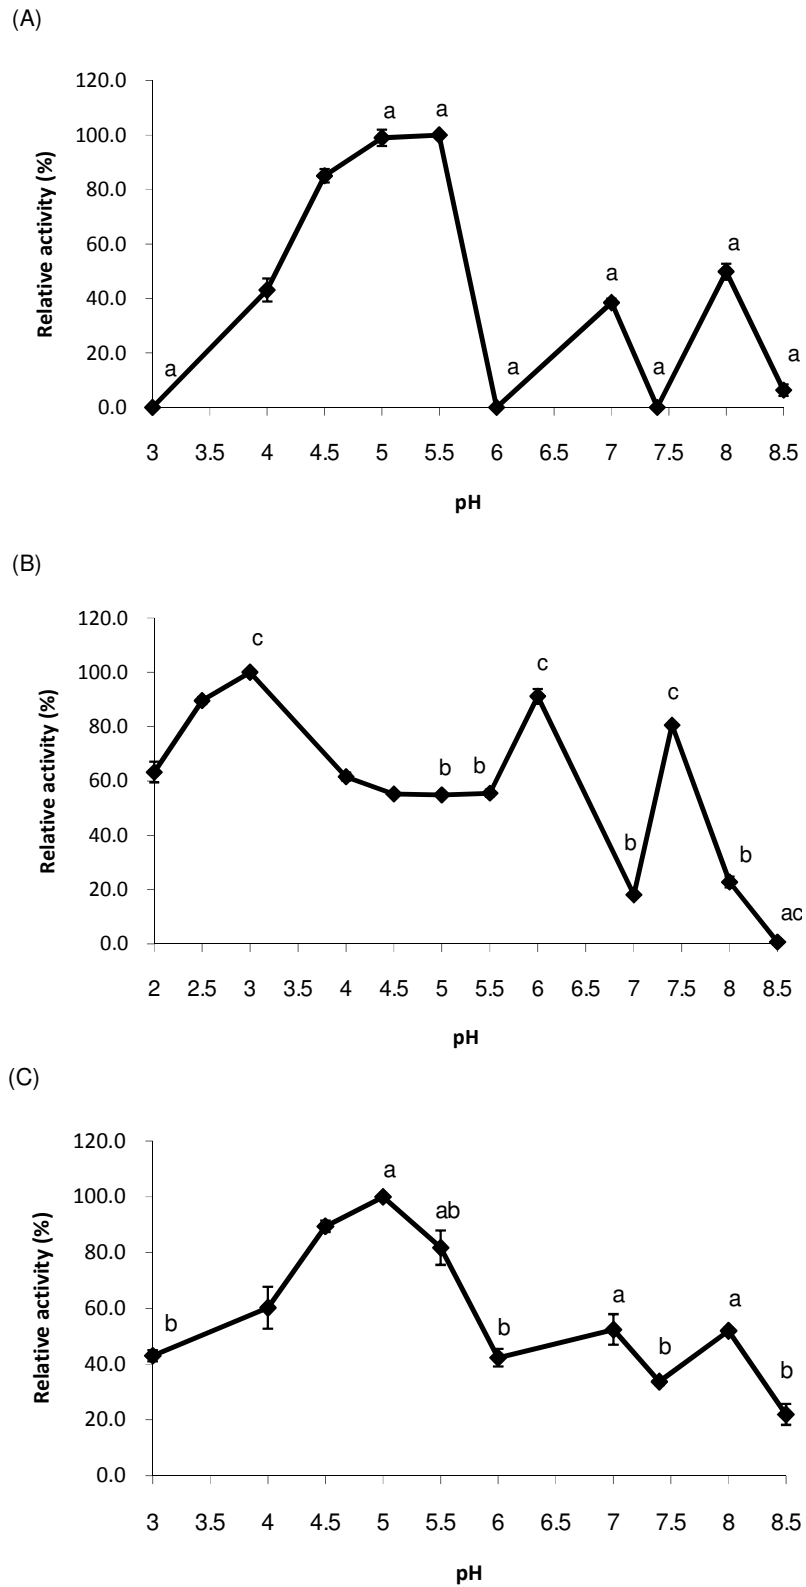 (A)
120.0
100.0
80.0
60.0
40.0
20.0
0.0
Relative activity (%)
a
a
a
a
a
a
a
a
3 3.5 4 4.5 5 5.5 6 6.5 7 7.5 8 8.5
pH
(B)
120.0
100.0
80.0
60.0
40.0
20.0
0.0
Relative activity (%)
c
b
b
c
b
c
b
ac
2 2.5 3 3.5 4 4.5 5 5.5 6 6.5 7 7.5 8 8.5
pH
(C)
120.0
100.0
80.0
60.0
40.0
20.0
0.0
Relative activity (%)
b
a
ab
b
a
b
a
b
3 3.5 4 4.5 5 5.5 6 6.5 7 7.5 8 8.5
pH